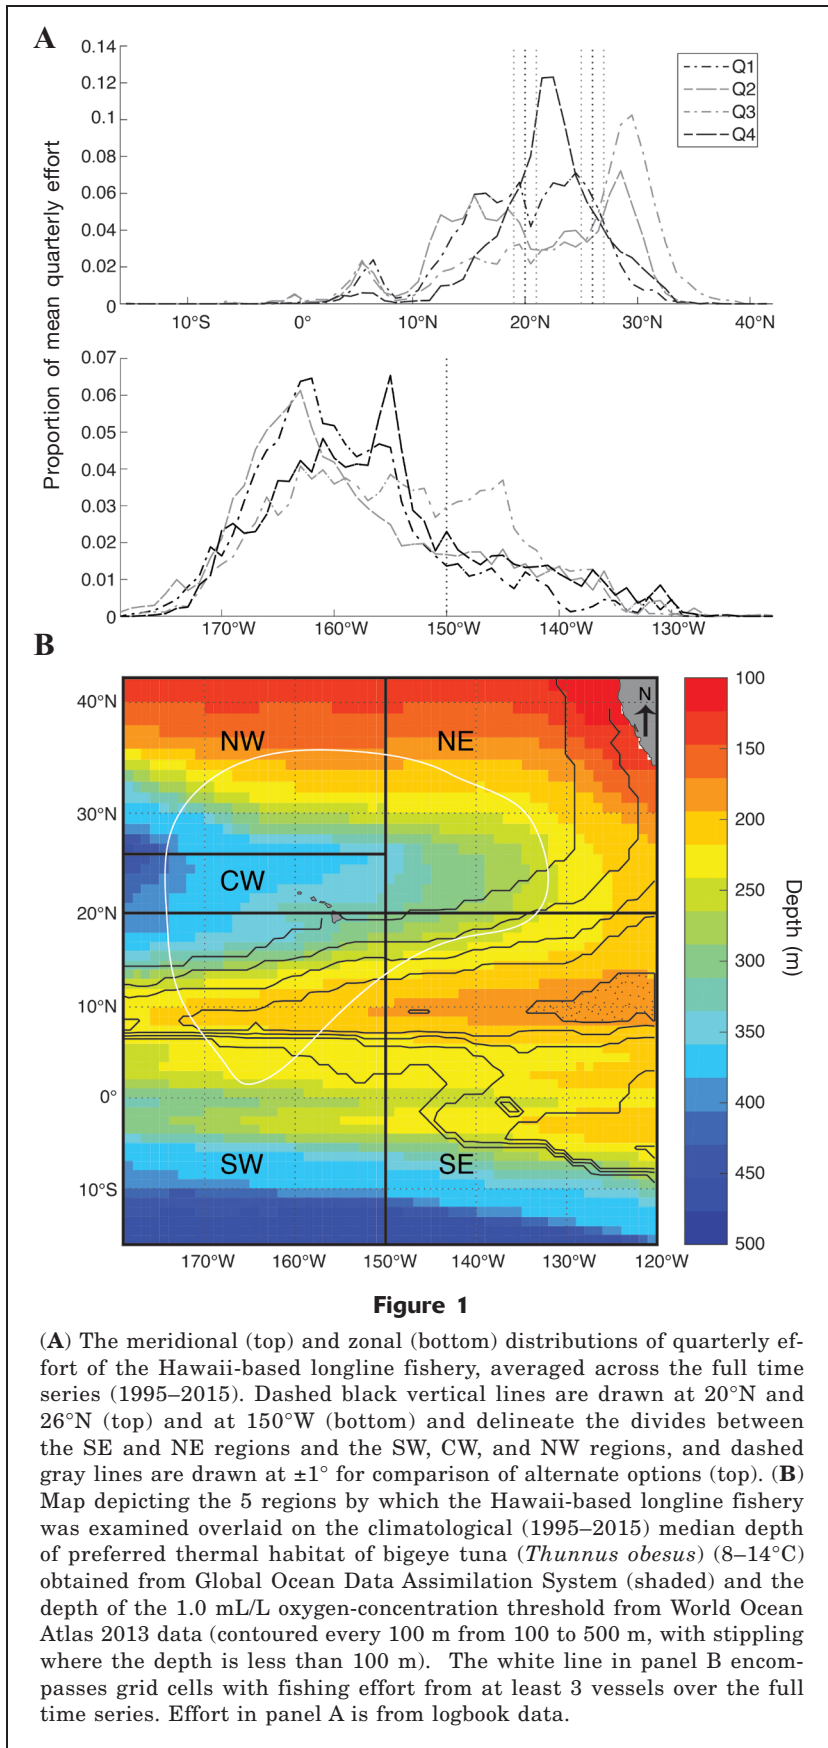 A
Proportion of mean quarterly effort
0.14
0.12
0.1
0.08
0.06
0.04
0.02
0
Q1
Q2
Q3
Q4
10°S 0° 10°N 20°N 30°N 40°N
0.07
0.06
0.05
0.04
0.03
0.02
0.01
0
170°W 160°W 150°W 140°W 130°W
B
40°N
30°N
20°N
10°N
0°
10°S
NW NE
CW
SW SE
N
170°W 160°W 150°W 140°W 130°W 120°W
100
150
200
250
300
350
400
450
500
Depth (m)
Figure 1
(A) The meridional (top) and zonal (bottom) distributions of quarterly ef-
fort of the Hawaii-based longline fishery, averaged across the full time
series (1995–2015). Dashed black vertical lines are drawn at 20°N and
26°N (top) and at 150°W (bottom) and delineate the divides between
the SE and NE regions and the SW, CW, and NW regions, and dashed
gray lines are drawn at ±1° for comparison of alternate options (top). (B)
Map depicting the 5 regions by which the Hawaii-based longline fishery
was examined overlaid on the climatological (1995–2015) median depth
of preferred thermal habitat of bigeye tuna (Thunnus obesus) (8–14°C)
obtained from Global Ocean Data Assimilation System (shaded) and the
depth of the 1.0 mL/L oxygen-concentration threshold from World Ocean
Atlas 2013 data (contoured every 100 m from 100 to 500 m, with stippling
where the depth is less than 100 m). The white line in panel B encom-
passes grid cells with fishing effort from at least 3 vessels over the full
time series. Effort in panel A is from logbook data.